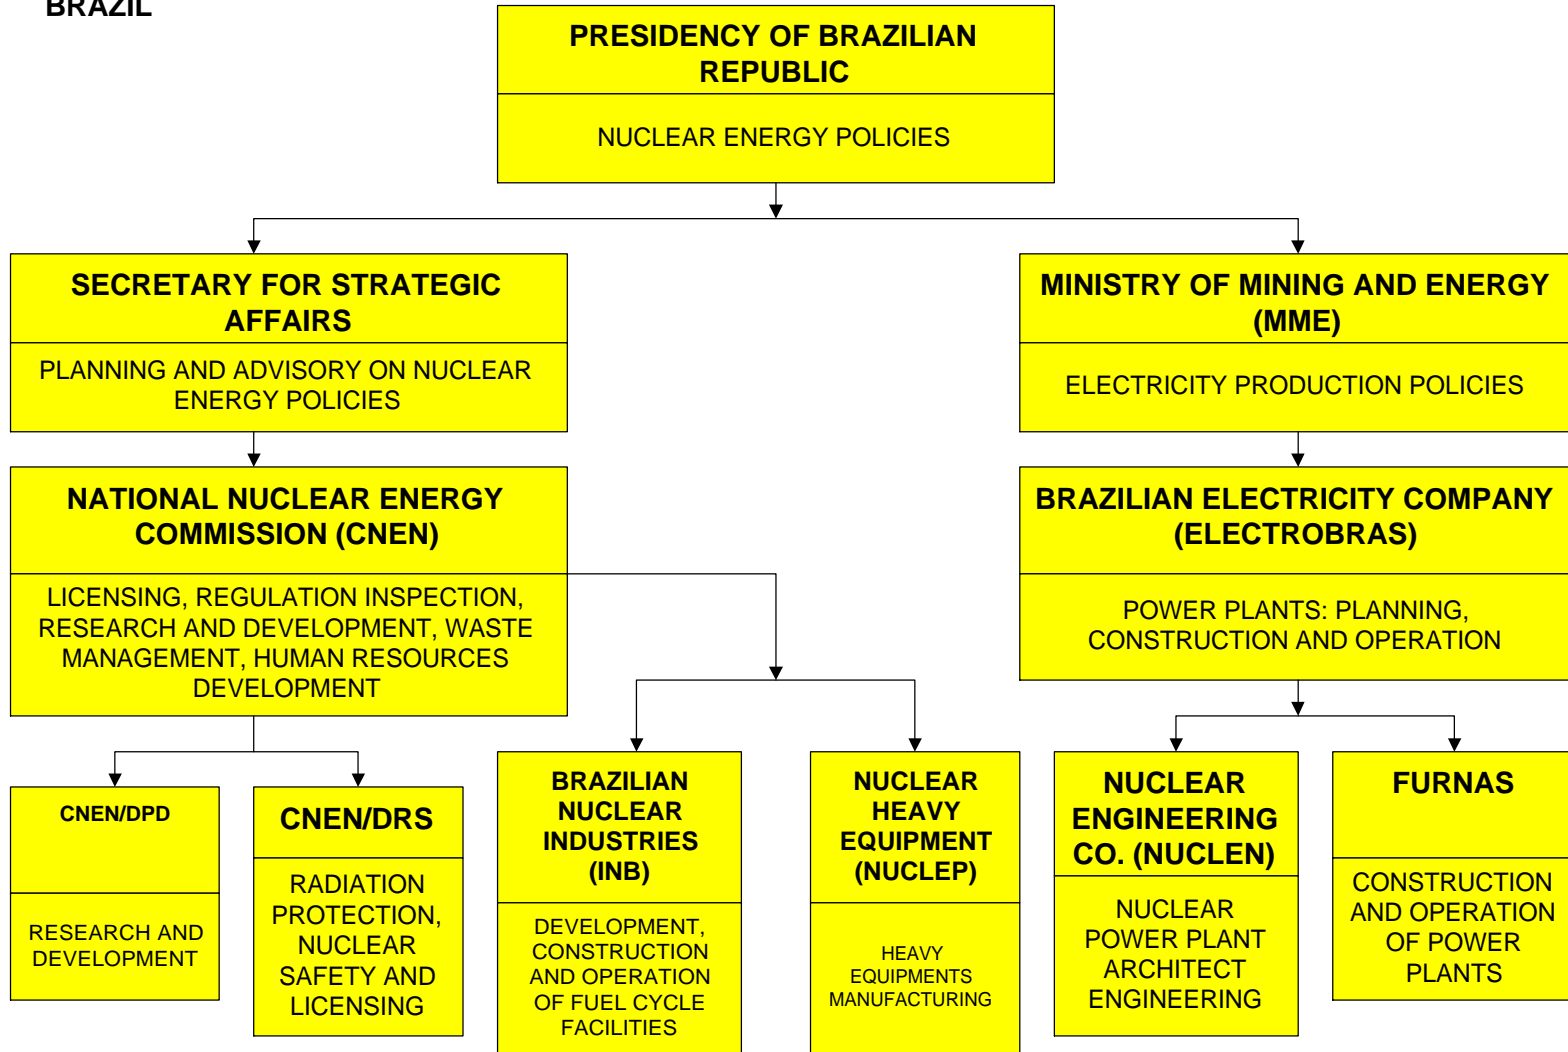 BRAZIL
PRESIDENCY OF BRAZILIAN
REPUBLIC
NUCLEAR ENERGY POLICIES
SECRETARY FOR STRATEGIC
AFFAIRS
PLANNING AND ADVISORY ON NUCLEAR
ENERGY POLICIES
MINISTRY OF MINING AND ENERGY
(MME)
ELECTRICITY PRODUCTION POLICIES
NATIONAL NUCLEAR ENERGY
COMMISSION (CNEN)
LICENSING, REGULATION INSPECTION,
RESEARCH AND DEVELOPMENT, WASTE
MANAGEMENT, HUMAN RESOURCES
DEVELOPMENT
BRAZILIAN ELECTRICITY COMPANY
(ELECTROBRAS)
POWER PLANTS: PLANNING,
CONSTRUCTION AND OPERATION
CNEN/DPD
RESEARCH AND
DEVELOPMENT
CNEN/DRS
RADIATION
PROTECTION,
NUCLEAR
SAFETY AND
LICENSING
BRAZILIAN
NUCLEAR
INDUSTRIES
(INB)
DEVELOPMENT,
CONSTRUCTION
AND OPERATION
OF FUEL CYCLE
FACILITIES
NUCLEAR
HEAVY
EQUIPMENT
(NUCLEP)
HEAVY
EQUIPMENTS
MANUFACTURING
NUCLEAR
ENGINEERING
CO. (NUCLEN)
NUCLEAR
POWER PLANT
ARCHITECT
ENGINEERING
FURNAS
CONSTRUCTION
AND OPERATION
OF POWER
PLANTS